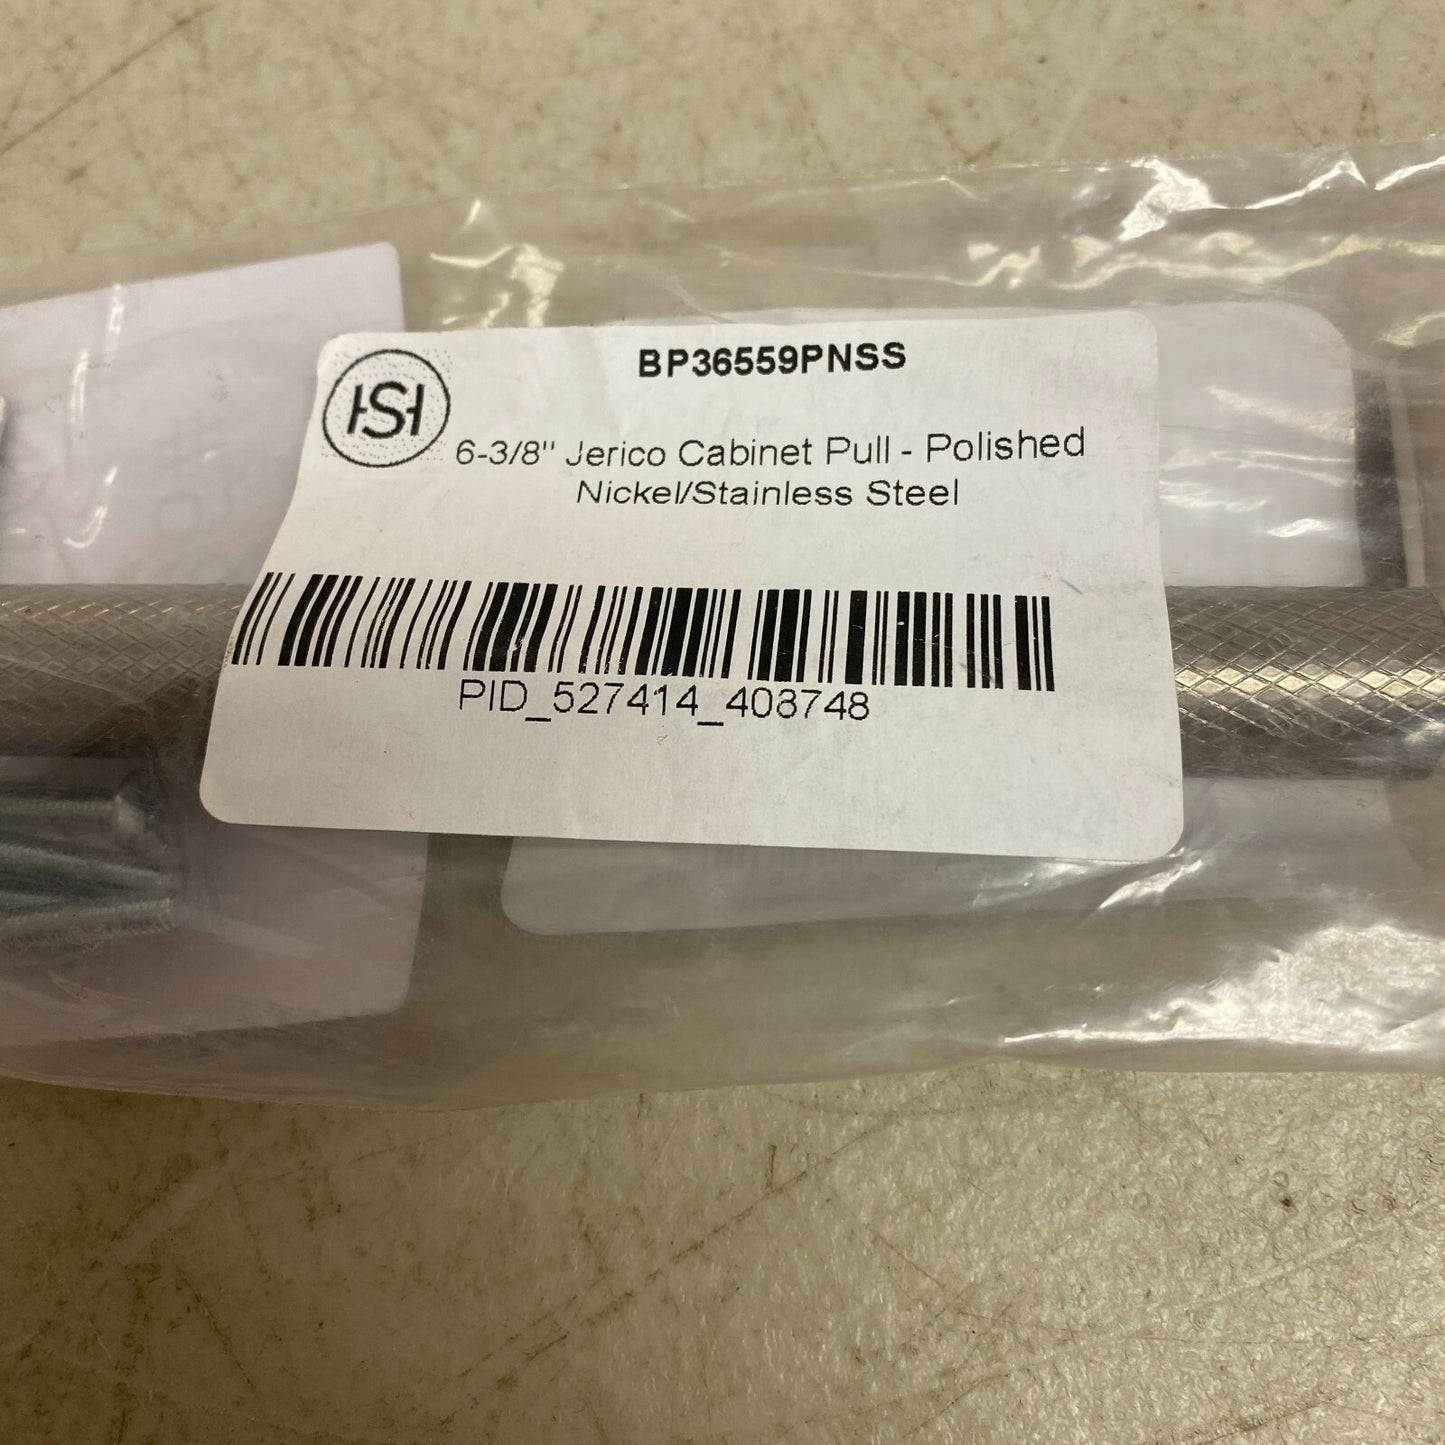 BP36559PNSS
HSH
6-3/8" Jerico Cabinet Pull - Polished
Nickel/Stainless Steel
PID_527414_408748